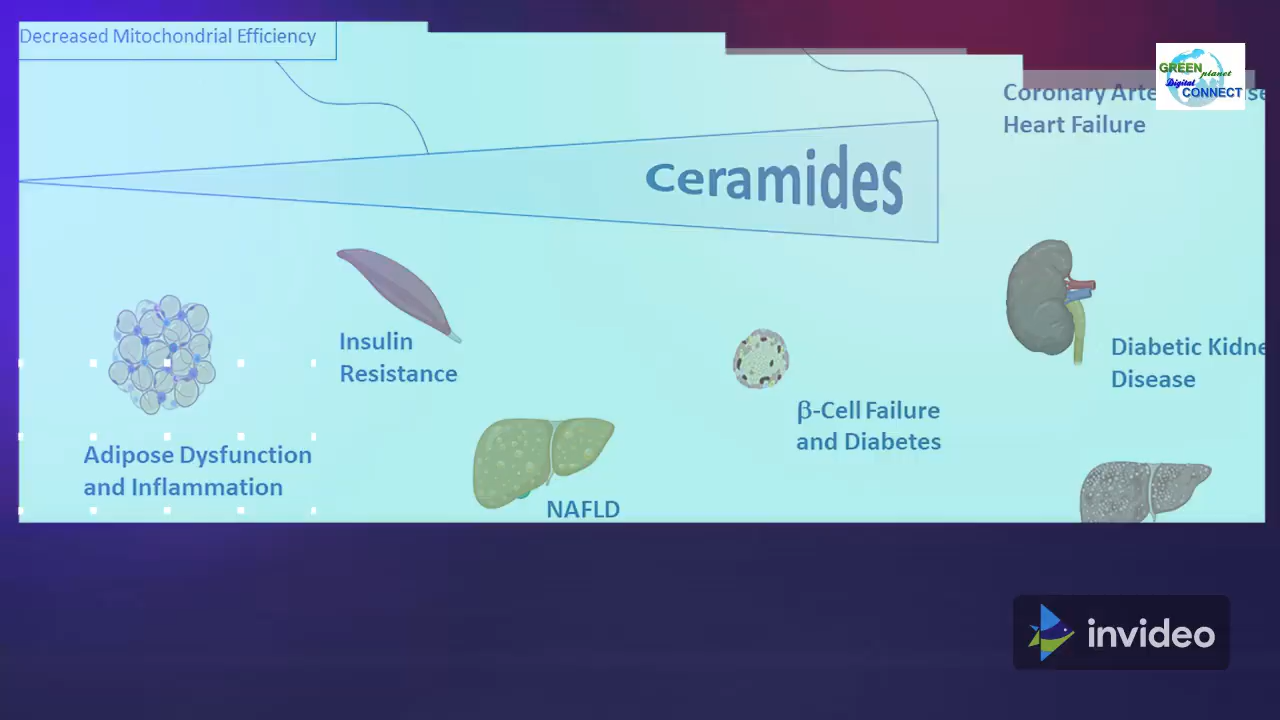 Decreased Mitochondrial Efficiency
GREEN
planet
Digital
CONNECT
Coronary
Heart Failure
Ceramides
Insulin
Resistance
Diabetic
Disease
β-Cell Failure
and Diabetes
Adipose Dysfunction
and Inflammation
NAFLD
invideo